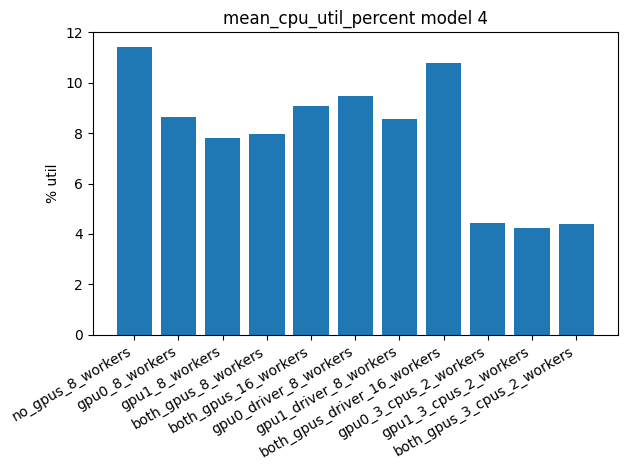 mean_cpu_util_percent model 4
12
10
8
6
4
2
0
% util
no_gpus_8_workers
gpu0_8_workers
gpu1_8_workers
both_gpus_8_workers
both_gpus_16_workers
gpu0_driver_8_workers
gpu1_driver_8_workers
both_gpus_driver_16_workers
gpu0_3_cpus_2_workers
gpu1_3_cpus_2_workers
both_gpus_3_cpus_2_workers